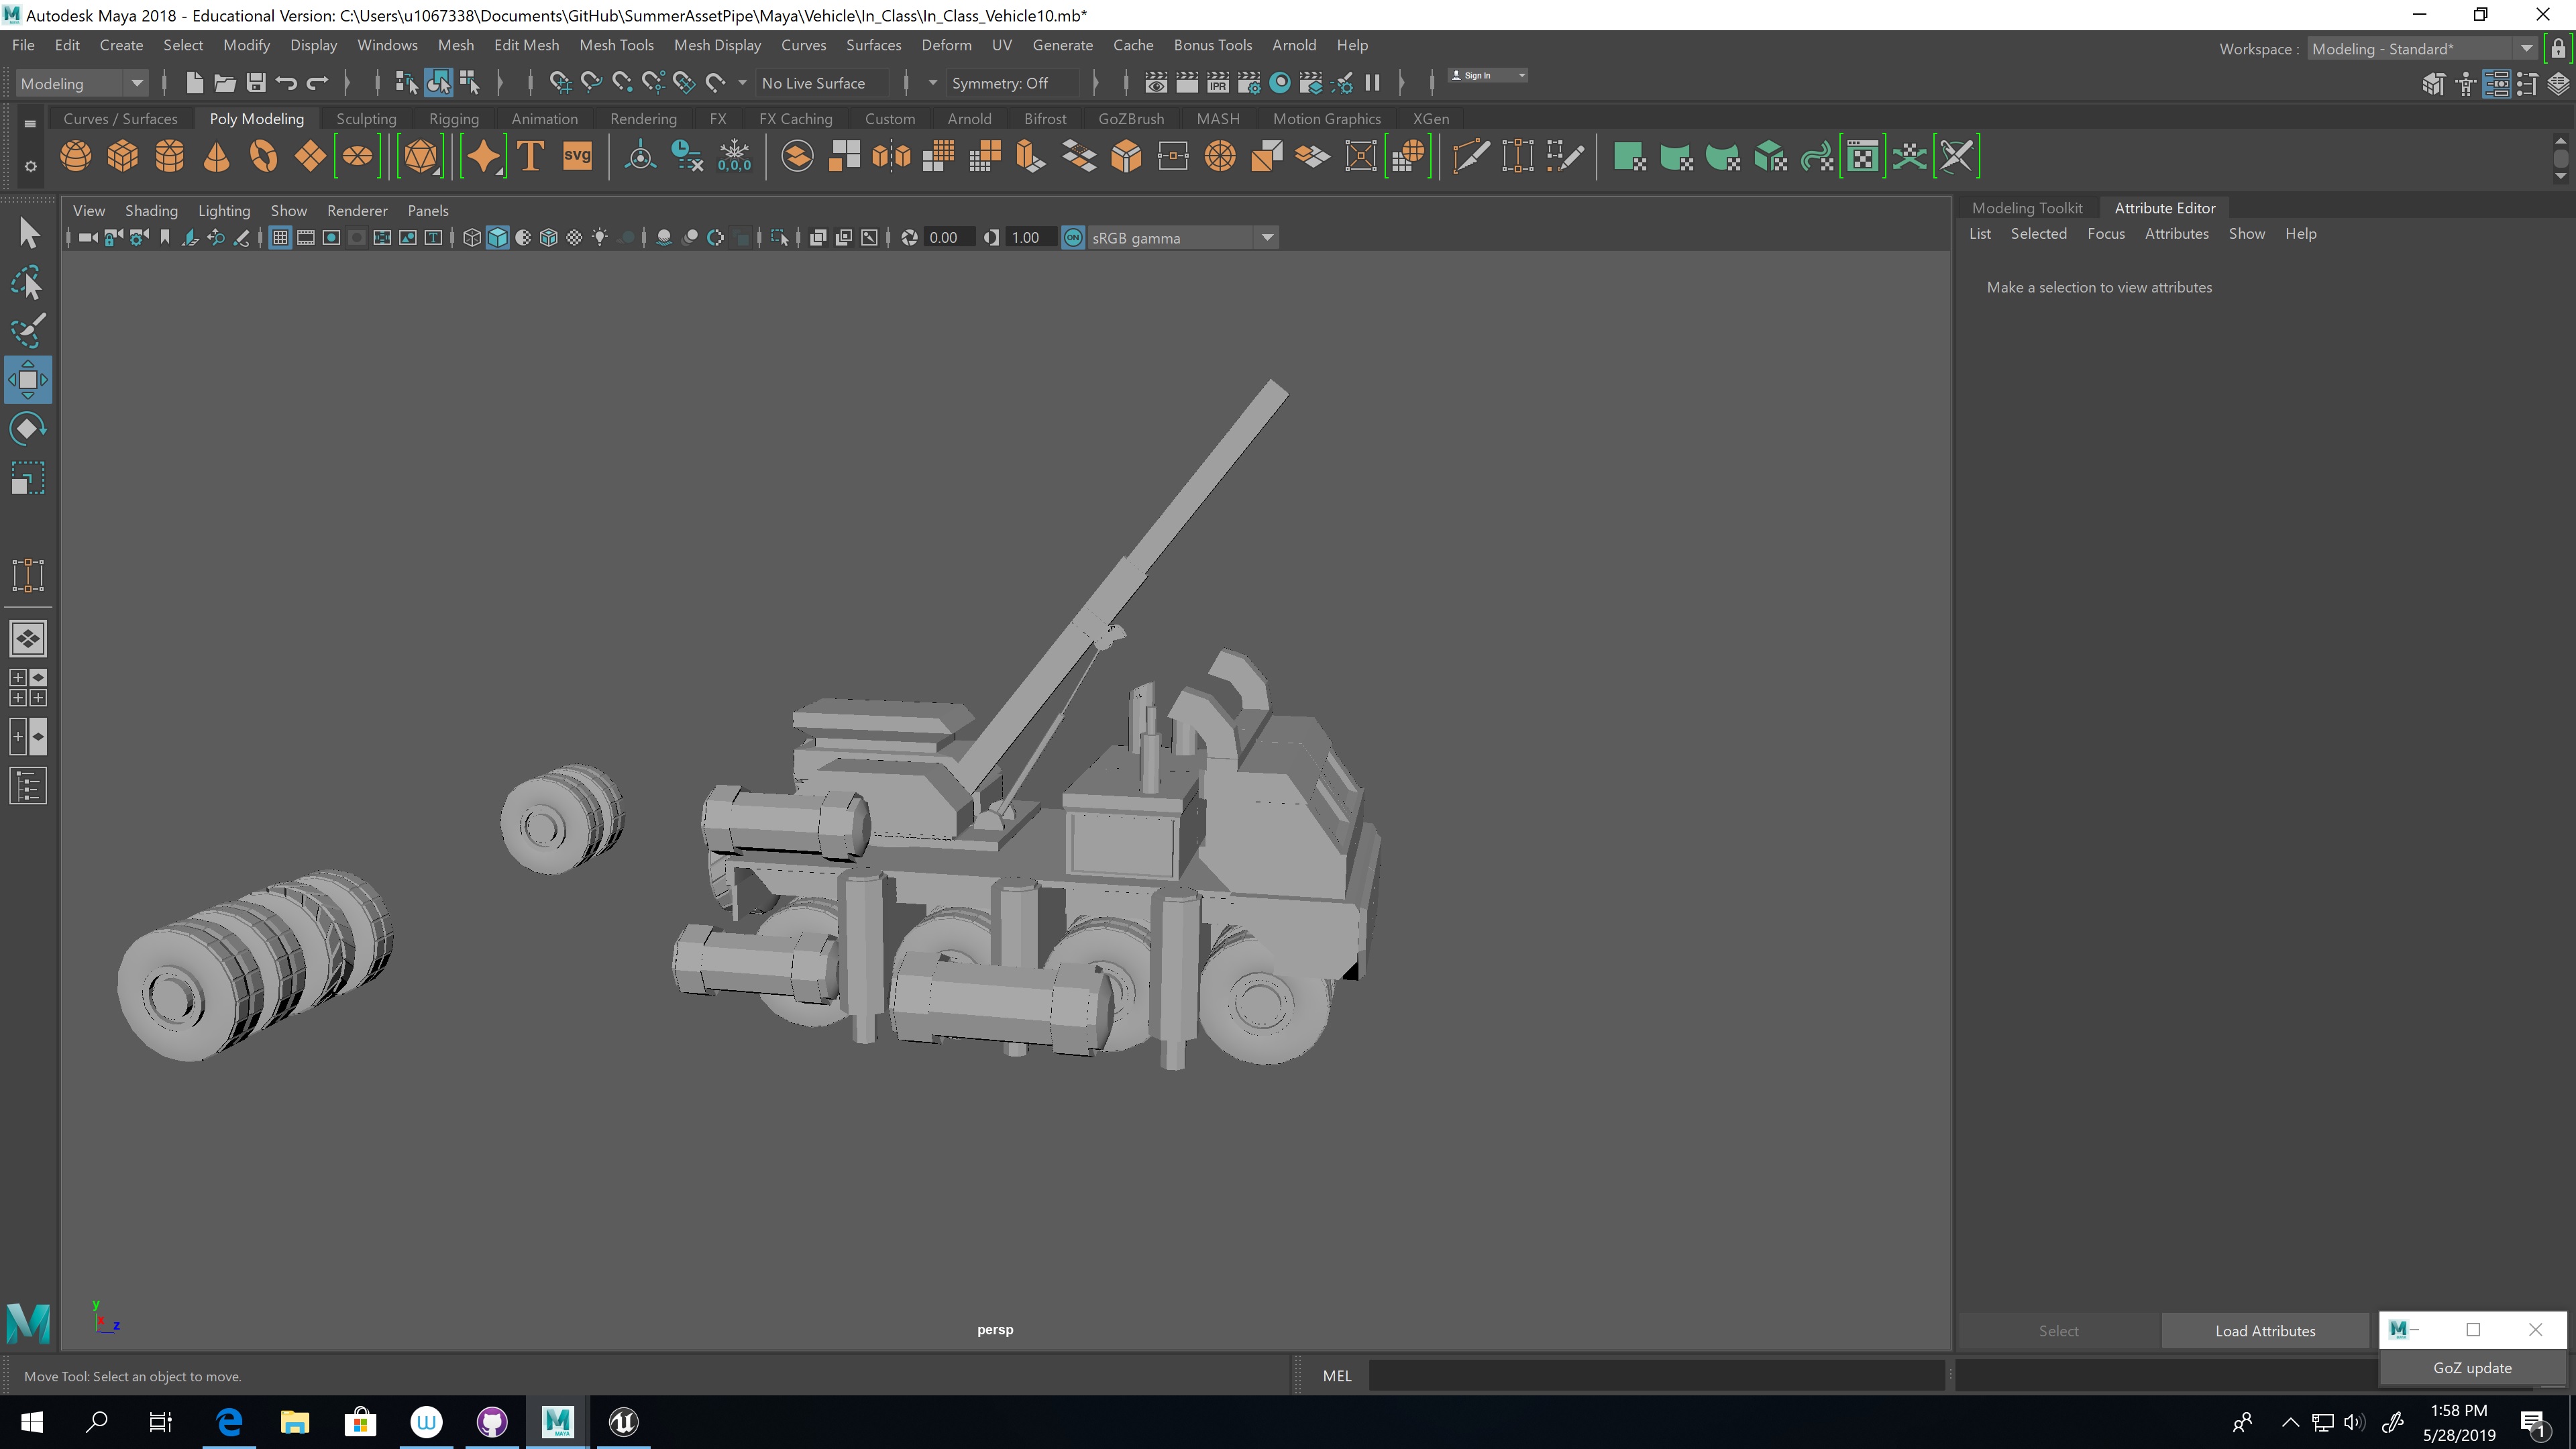 Autodesk Maya 2018 - Educational Version: C:\Users\u1067338\Documents\GitHub\SummerAssetPipe\Maya\Vehicle\In_Class\In_Class_Vehicle10.mb*
File Edit Create Select Modify Display Windows Mesh Edit Mesh Mesh Tools Mesh Display Curves Surfaces Deform UV Generate Cache Bonus Tools Arnold Help
Workspace : Modeling - Standard*
Modeling No Live Surface Symmetry: Off IPR Sign In
Curves / Surfaces Poly Modeling Sculpting Rigging Animation Rendering FX FX Caching Custom Arnold Bifrost GoZBrush MASH Motion Graphics XGen
T svg 0,0,0
View Shading Lighting Show Renderer Panels
0.00 1.00 ON sRGB gamma
Modeling Toolkit Attribute Editor
List Selected Focus Attributes Show Help
Make a selection to view attributes
y
x z
persp
Select Load Attributes
Move Tool: Select an object to move.
MEL
GoZ update
1:58 PM
5/28/2019
1